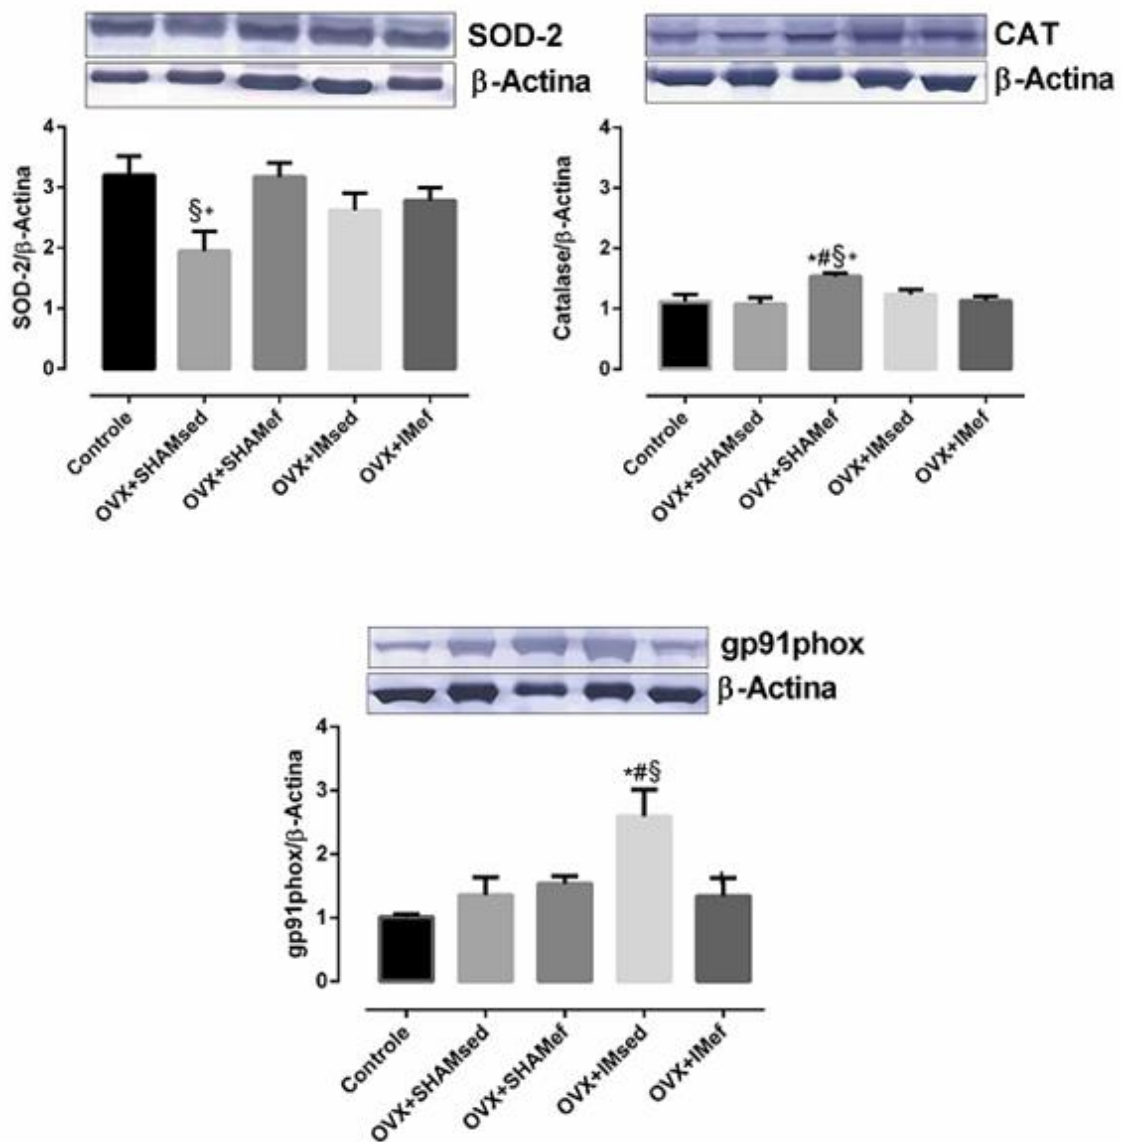 SOD-2
β-Actina
4
3
2
1
0
SOD-2/β-Actina
§+
Controle
OVX+SHAMsed
OVX+SHAMef
OVX+IMsed
OVX+IMef
CAT
β-Actina
4
3
2
1
0
Catalase/β-Actina
*#§+
Controle
OVX+SHAMsed
OVX+SHAMef
OVX+IMsed
OVX+IMef
gp91phox
β-Actina
4
3
2
1
0
gp91phox/β-Actina
*#§
+
Controle
OVX+SHAMsed
OVX+SHAMef
OVX+IMsed
OVX+IMef